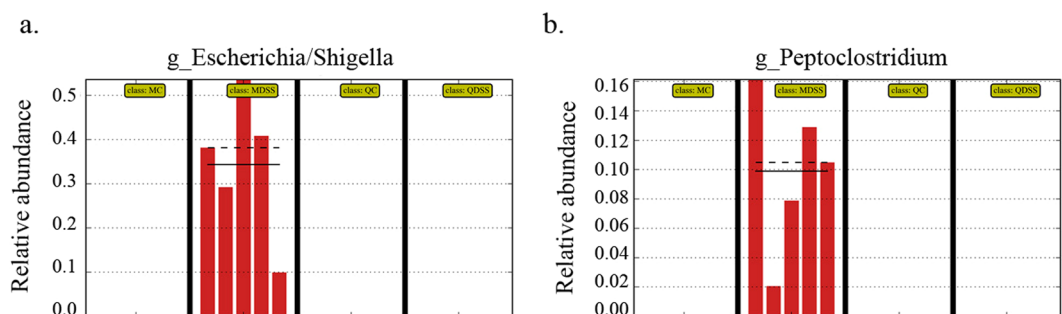 a.
g_Escherichia/Shigella
Relative abundance
0.5
0.4
0.3
0.2
0.1
0.0
class: MC
class: MDSS
class: QC
class: QDSS
b.
g_Peptoclostridium
Relative abundance
0.16
0.14
0.12
0.10
0.08
0.06
0.04
0.02
0.00
class: MC
class: MDSS
class: QC
class: QDSS